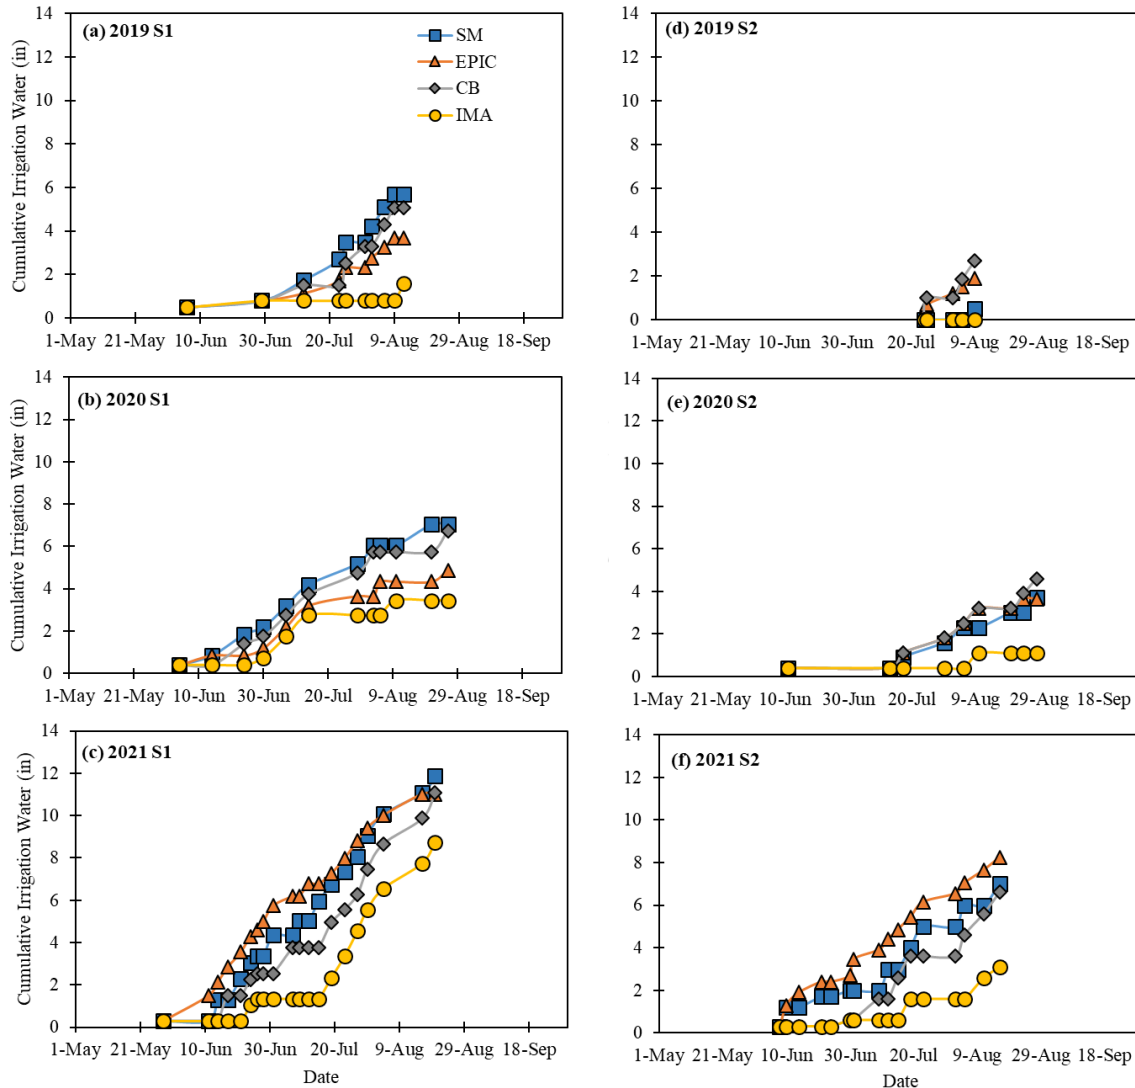 (a) 2019 S1
SM
EPIC
CB
IMA
Cumulative Irrigation Water (in)
14
12
10
8
6
4
2
0
1-May 21-May 10-Jun 30-Jun 20-Jul 9-Aug 29-Aug 18-Sep
(d) 2019 S2
14
12
10
8
6
4
2
0
1-May 21-May 10-Jun 30-Jun 20-Jul 9-Aug 29-Aug 18-Sep
(b) 2020 S1
Cumulative Irrigation Water (in)
14
12
10
8
6
4
2
0
1-May 21-May 10-Jun 30-Jun 20-Jul 9-Aug 29-Aug 18-Sep
(e) 2020 S2
14
12
10
8
6
4
2
0
1-May 21-May 10-Jun 30-Jun 20-Jul 9-Aug 29-Aug 18-Sep
(c) 2021 S1
Cumulative Irrigation Water (in)
14
12
10
8
6
4
2
0
1-May 21-May 10-Jun 30-Jun 20-Jul 9-Aug 29-Aug 18-Sep
Date
(f) 2021 S2
14
12
10
8
6
4
2
0
1-May 21-May 10-Jun 30-Jun 20-Jul 9-Aug 29-Aug 18-Sep
Date